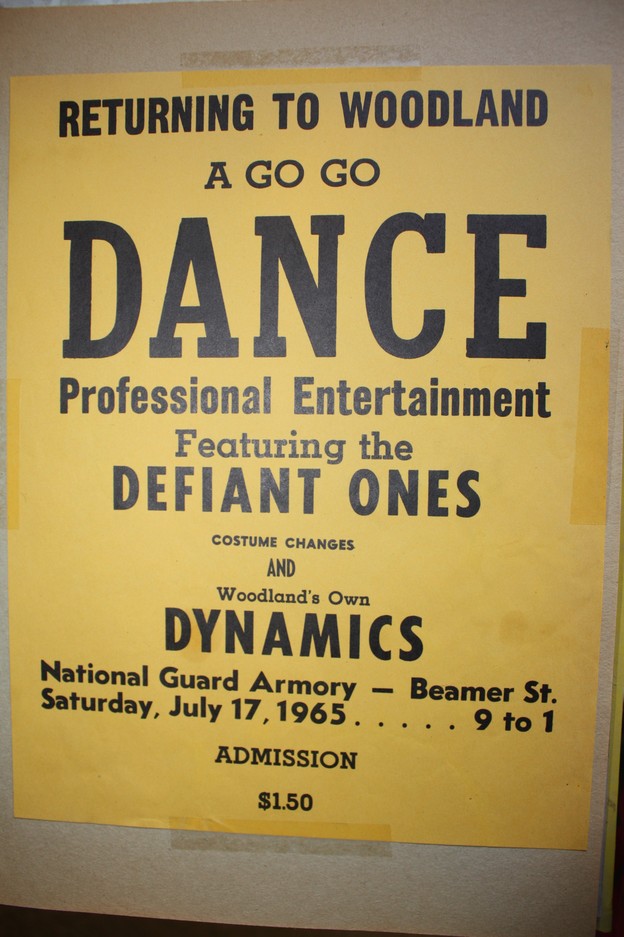 RETURNING TO WOODLAND
A GO GO
DANCE
Professional Entertainment
Featuring the
DEFIANT ONES
COSTUME CHANGES
AND
Woodland's Own
DYNAMICS
National Guard Armory — Beamer St.
Saturday, July 17, 1965 . . . . . 9 to 1
ADMISSION
$1.50